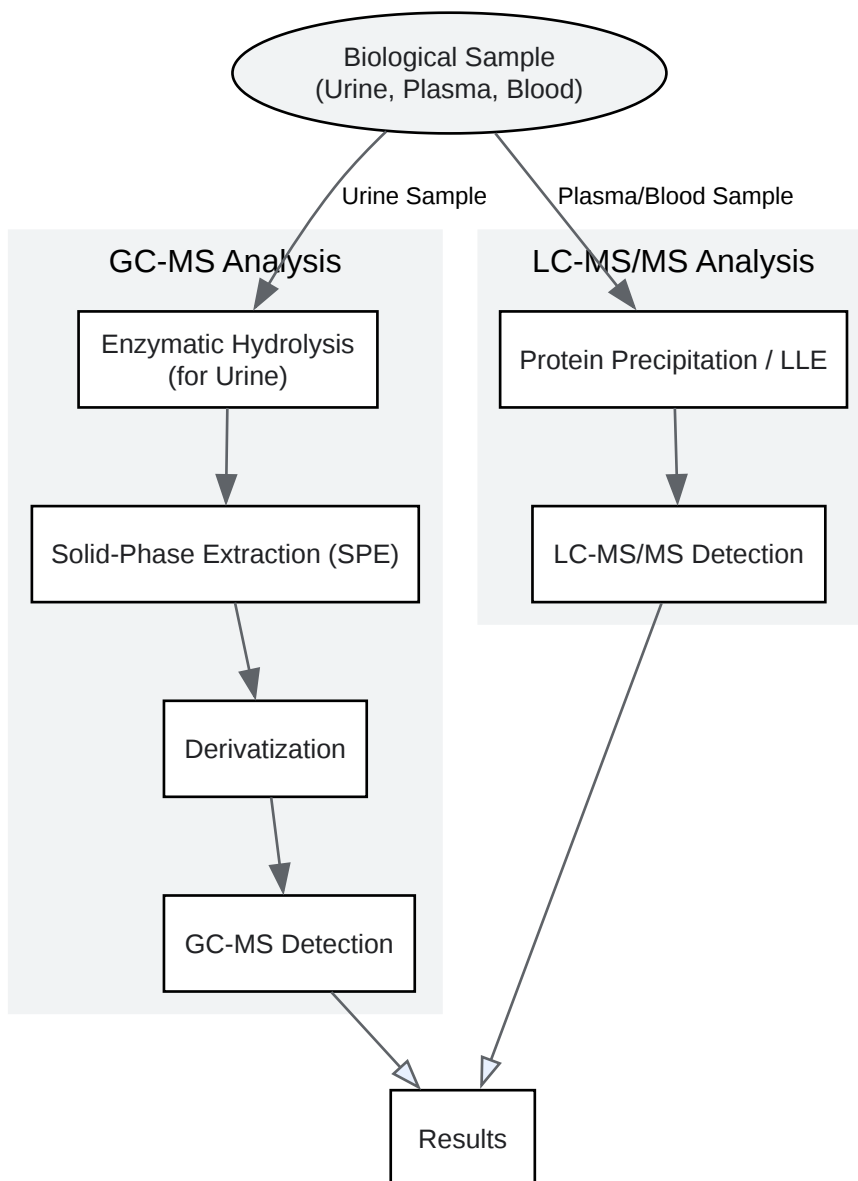 Biological Sample
(Urine, Plasma, Blood)
Urine Sample
Plasma/Blood Sample
GC-MS Analysis
LC-MS/MS Analysis
Enzymatic Hydrolysis
(for Urine)
Protein Precipitation / LLE
Solid-Phase Extraction (SPE)
LC-MS/MS Detection
Derivatization
GC-MS Detection
Results